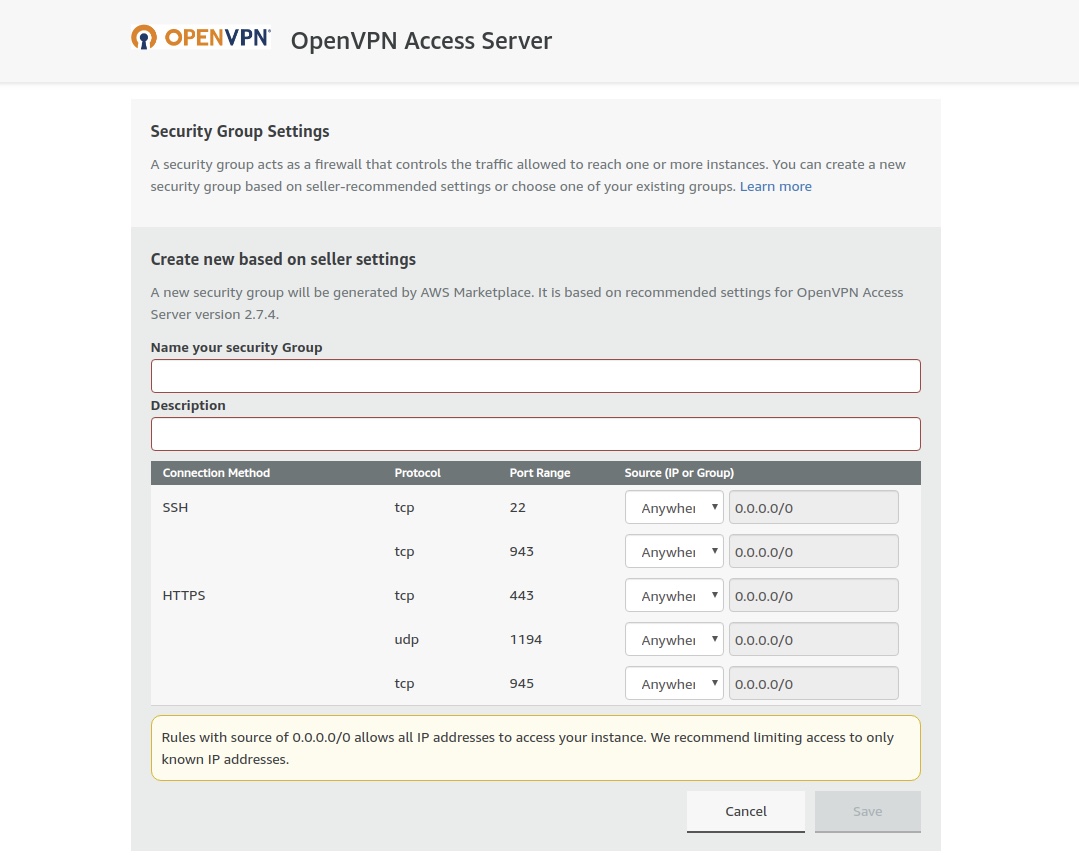 OPENVPN OpenVPN Access Server
Security Group Settings
A security group acts as a firewall that controls the traffic allowed to reach one or more instances. You can create a new
security group based on seller-recommended settings or choose one of your existing groups. Learn more
Create new based on seller settings
A new security group will be generated by AWS Marketplace. It is based on recommended settings for OpenVPN Access
Server version 2.7.4.
Name your security Group
Description
Connection Method Protocol Port Range Source (IP or Group)
SSH tcp 22 Anywher 0.0.0.0/0
tcp 943 Anywher 0.0.0.0/0
HTTPS tcp 443 Anywher 0.0.0.0/0
udp 1194 Anywher 0.0.0.0/0
tcp 945 Anywher 0.0.0.0/0
Rules with source of 0.0.0.0/0 allows all IP addresses to access your instance. We recommend limiting access to only
known IP addresses.
Cancel Save